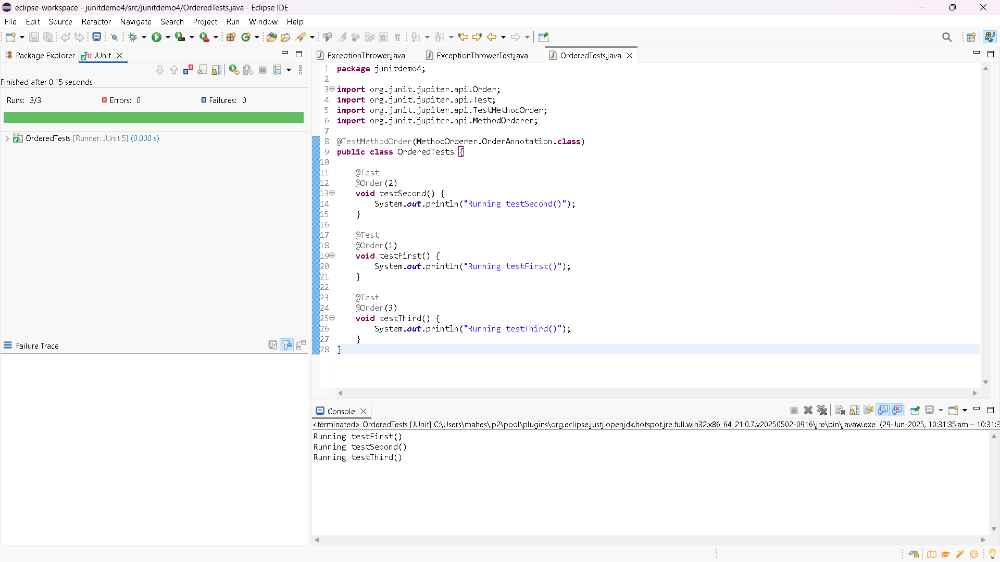 eclipse-workspace - junitdemo4/src/junitdemo4/OrderedTests.java - Eclipse IDE
File Edit Source Refactor Navigate Search Project Run Window Help
Package Explorer JUnit
Finished after 0.15 seconds
Runs: 3/3 Errors: 0 Failures: 0
OrderedTests [Runner: JUnit 5] (0.000 s)
Failure Trace
ExceptionThrower.java ExceptionThrowerTest.java OrderedTests.java
1 package junitdemo4;
2
3 import org.junit.jupiter.api.Order;
4 import org.junit.jupiter.api.Test;
5 import org.junit.jupiter.api.TestMethodOrder;
6 import org.junit.jupiter.api.MethodOrderer;
7
8 @TestMethodOrder(MethodOrderer.OrderAnnotation.class)
9 public class OrderedTests {
10
11 @Test
12 @Order(2)
13 void testSecond() {
14 System.out.println("Running testSecond()");
15 }
16
17 @Test
18 @Order(1)
19 void testFirst() {
20 System.out.println("Running testFirst()");
21 }
22
23 @Test
24 @Order(3)
25 void testThird() {
26 System.out.println("Running testThird()");
27 }
28 }
Console
<terminated> OrderedTests [JUnit] C:\Users\mahes\.p2\pool\plugins\org.eclipse.justj.openjdk.hotspot.jre.full.win32.x86_64_21.0.7.v20250502-0916\jre\bin\javaw.exe (29-Jun-2025, 10:31:35 am – 10:31:3
Running testFirst()
Running testSecond()
Running testThird()